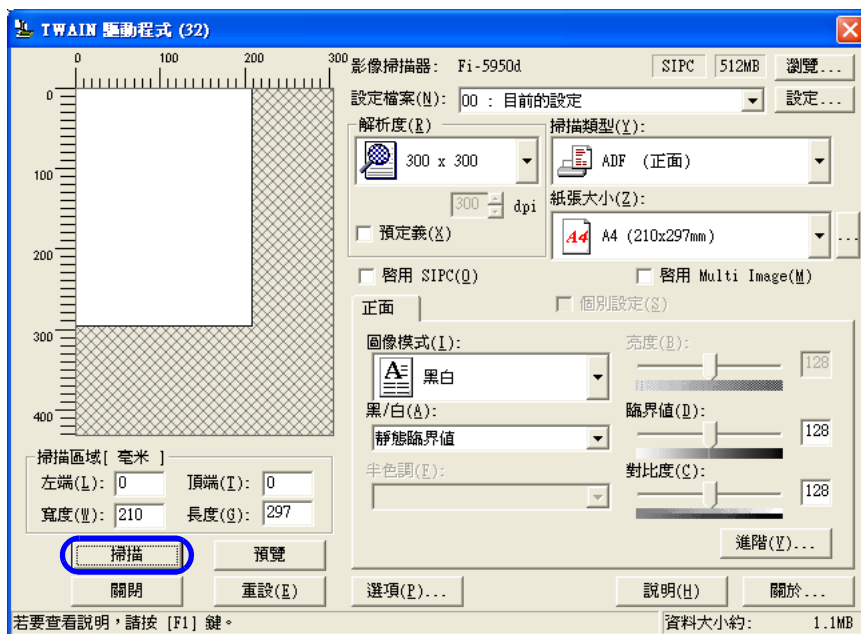 TWAIN 驅動程式 (32)
0 100 200 300
0
100
200
300
400
影像掃描器: Fi-5950d SIPC 512MB 瀏覽...
設定檔案(N): 00 : 目前的設定 設定...
解析度(R)
300 x 300
300 dpi
預定義(X)
掃描類型(Y):
ADF (正面)
紙張大小(Z):
A4 A4 (210x297mm) ...
啓用 SIPC(O) 啓用 Multi Image(M)
正面 個別設定(S)
圖像模式(I):
黑白
黑/白(A):
靜態臨界值
半色調(F):
亮度(B):
128
臨界值(D):
128
對比度(C):
128
進階(V)...
掃描區域[ 毫米 ]
左端(L): 0 頂端(T): 0
寬度(W): 210 長度(G): 297
掃描 預覽
關閉 重設(E) 選項(P)... 說明(H) 關於...
若要查看説明，請按 [F1] 鍵。 資料大小約: 1.1MB